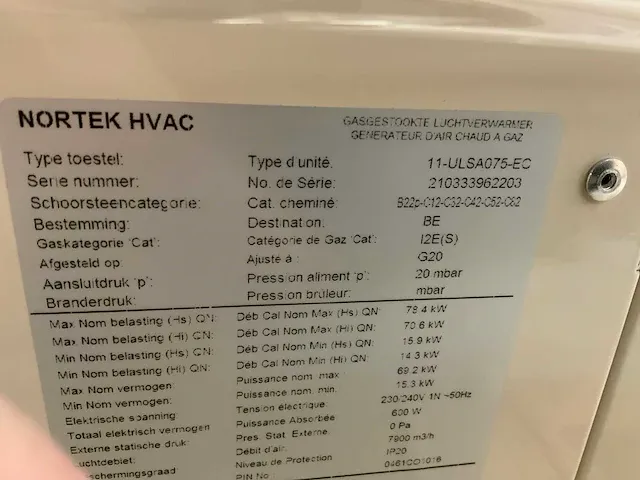 NORTEK HVAC
GASGESTOOKTE LUCHTVERWARMER
GENERATEUR D'AIR CHAUD A GAZ
Type toestel: Type d unité: 11-ULSA075-EC
Serie nummer: No. de Série: 210333962203
Schoorsteencategorie: Cat. cheminé: B22p-C12-C32-C42-C52-C62
Bestemming: Destination: BE
Gaskategorie 'Cat': Catégorie de Gaz 'Cat': I2E(S)
Afgesteld op: Ajusté à : G20
Aansluitdruk 'p': Pression aliment 'p': 20 mbar
Branderdruk: Pression brûleur: mbar
Max Nom belasting (Hs) QN: Déb Cal Nom Max (Hs) QN: 78.4 kW
Max Nom belasting (Hi) QN: Déb Cal Nom Max (Hi) QN: 70.6 kW
Min Nom belasting (Hs) QN: Déb Cal Nom Min (Hs) QN: 15.9 kW
Min Nom belasting (Hi) QN: Déb Cal Nom Min (Hi) QN: 14.3 kW
Max Nom vermogen: Puissance nom. max : 69.2 kW
Min Nom vermogen: Puissance nom. min. 15.3 kW
Elektrische spanning: Tension électrique: 230/240V 1N ~50Hz
Totaal elektrisch vermogen Puissance Absorbée 600 W
Externe statische druk: Pres. Stat. Externe. 0 Pa
Luchtdebiet: Débit d'air: 7900 m3/h
schermingsgraad: Niveau de Protection IP20
PIN No 0461CO1016